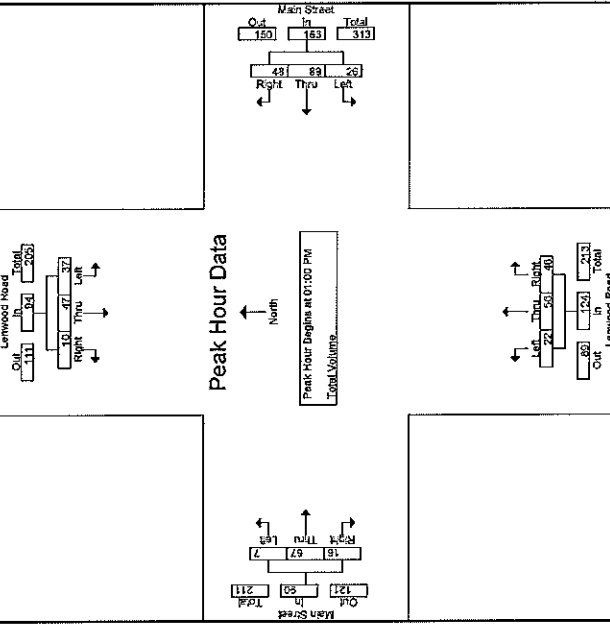 Main Street
Out In Total
150 163 313
48 89 26
Right Thru Left
Lenwood Road
Out In Total
111 94 205
10 47 37
Right Thru Left
Peak Hour Data
North
Peak Hour Begins at 01:00 PM
Total Volume
Left Thru Right
22 56 46
89 124 213
Out In Total
Lenwood Road
Left Thru Right
7 67 16
211 90 121
Total In Out
Main Street